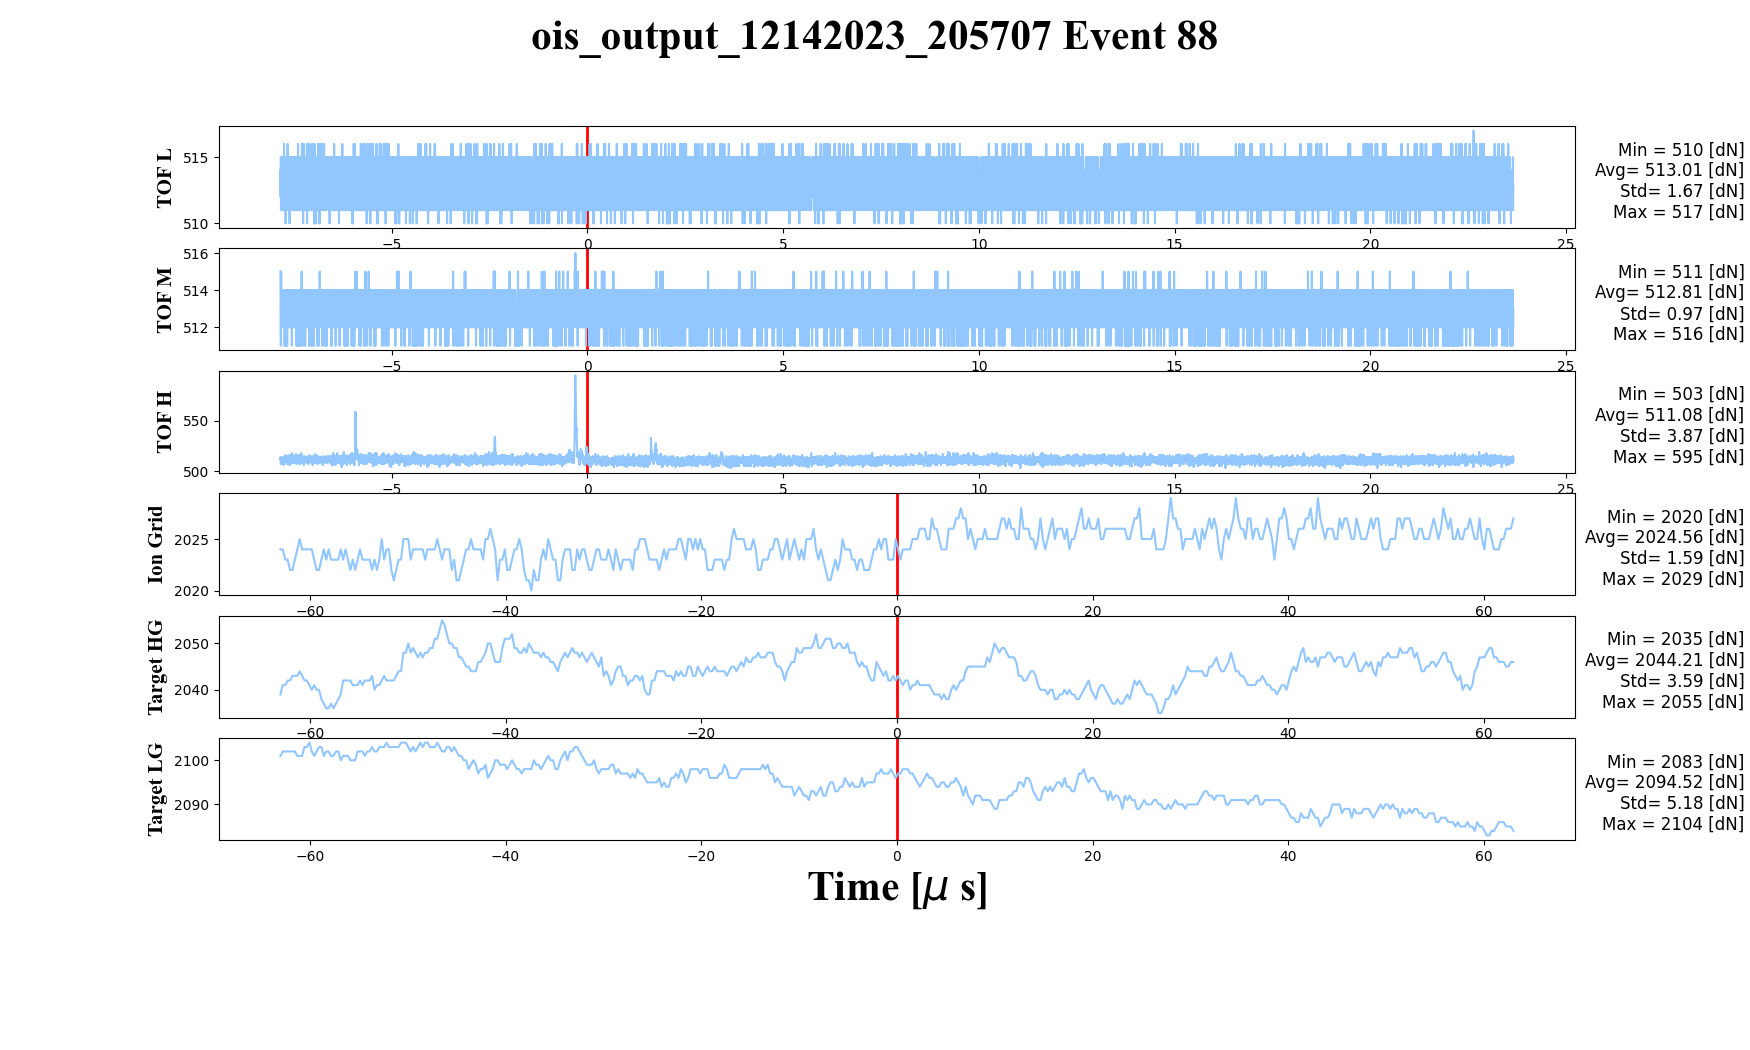 ois_output_12142023_205707 Event 88
TOF L
515
510
−5 0 5 10 15 20 25
Min = 510 [dN]
Avg= 513.01 [dN]
Std= 1.67 [dN]
Max = 517 [dN]
TOF M
516
514
512
−5 0 5 10 15 20 25
Min = 511 [dN]
Avg= 512.81 [dN]
Std= 0.97 [dN]
Max = 516 [dN]
TOF H
550
500
−5 0 5 10 15 20 25
Min = 503 [dN]
Avg= 511.08 [dN]
Std= 3.87 [dN]
Max = 595 [dN]
Ion Grid
2025
2020
−60 −40 −20 0 20 40 60
Min = 2020 [dN]
Avg= 2024.56 [dN]
Std= 1.59 [dN]
Max = 2029 [dN]
Target HG
2050
2040
−60 −40 −20 0 20 40 60
Min = 2035 [dN]
Avg= 2044.21 [dN]
Std= 3.59 [dN]
Max = 2055 [dN]
Target LG
2100
2090
−60 −40 −20 0 20 40 60
Min = 2083 [dN]
Avg= 2094.52 [dN]
Std= 5.18 [dN]
Max = 2104 [dN]
Time [μ s]